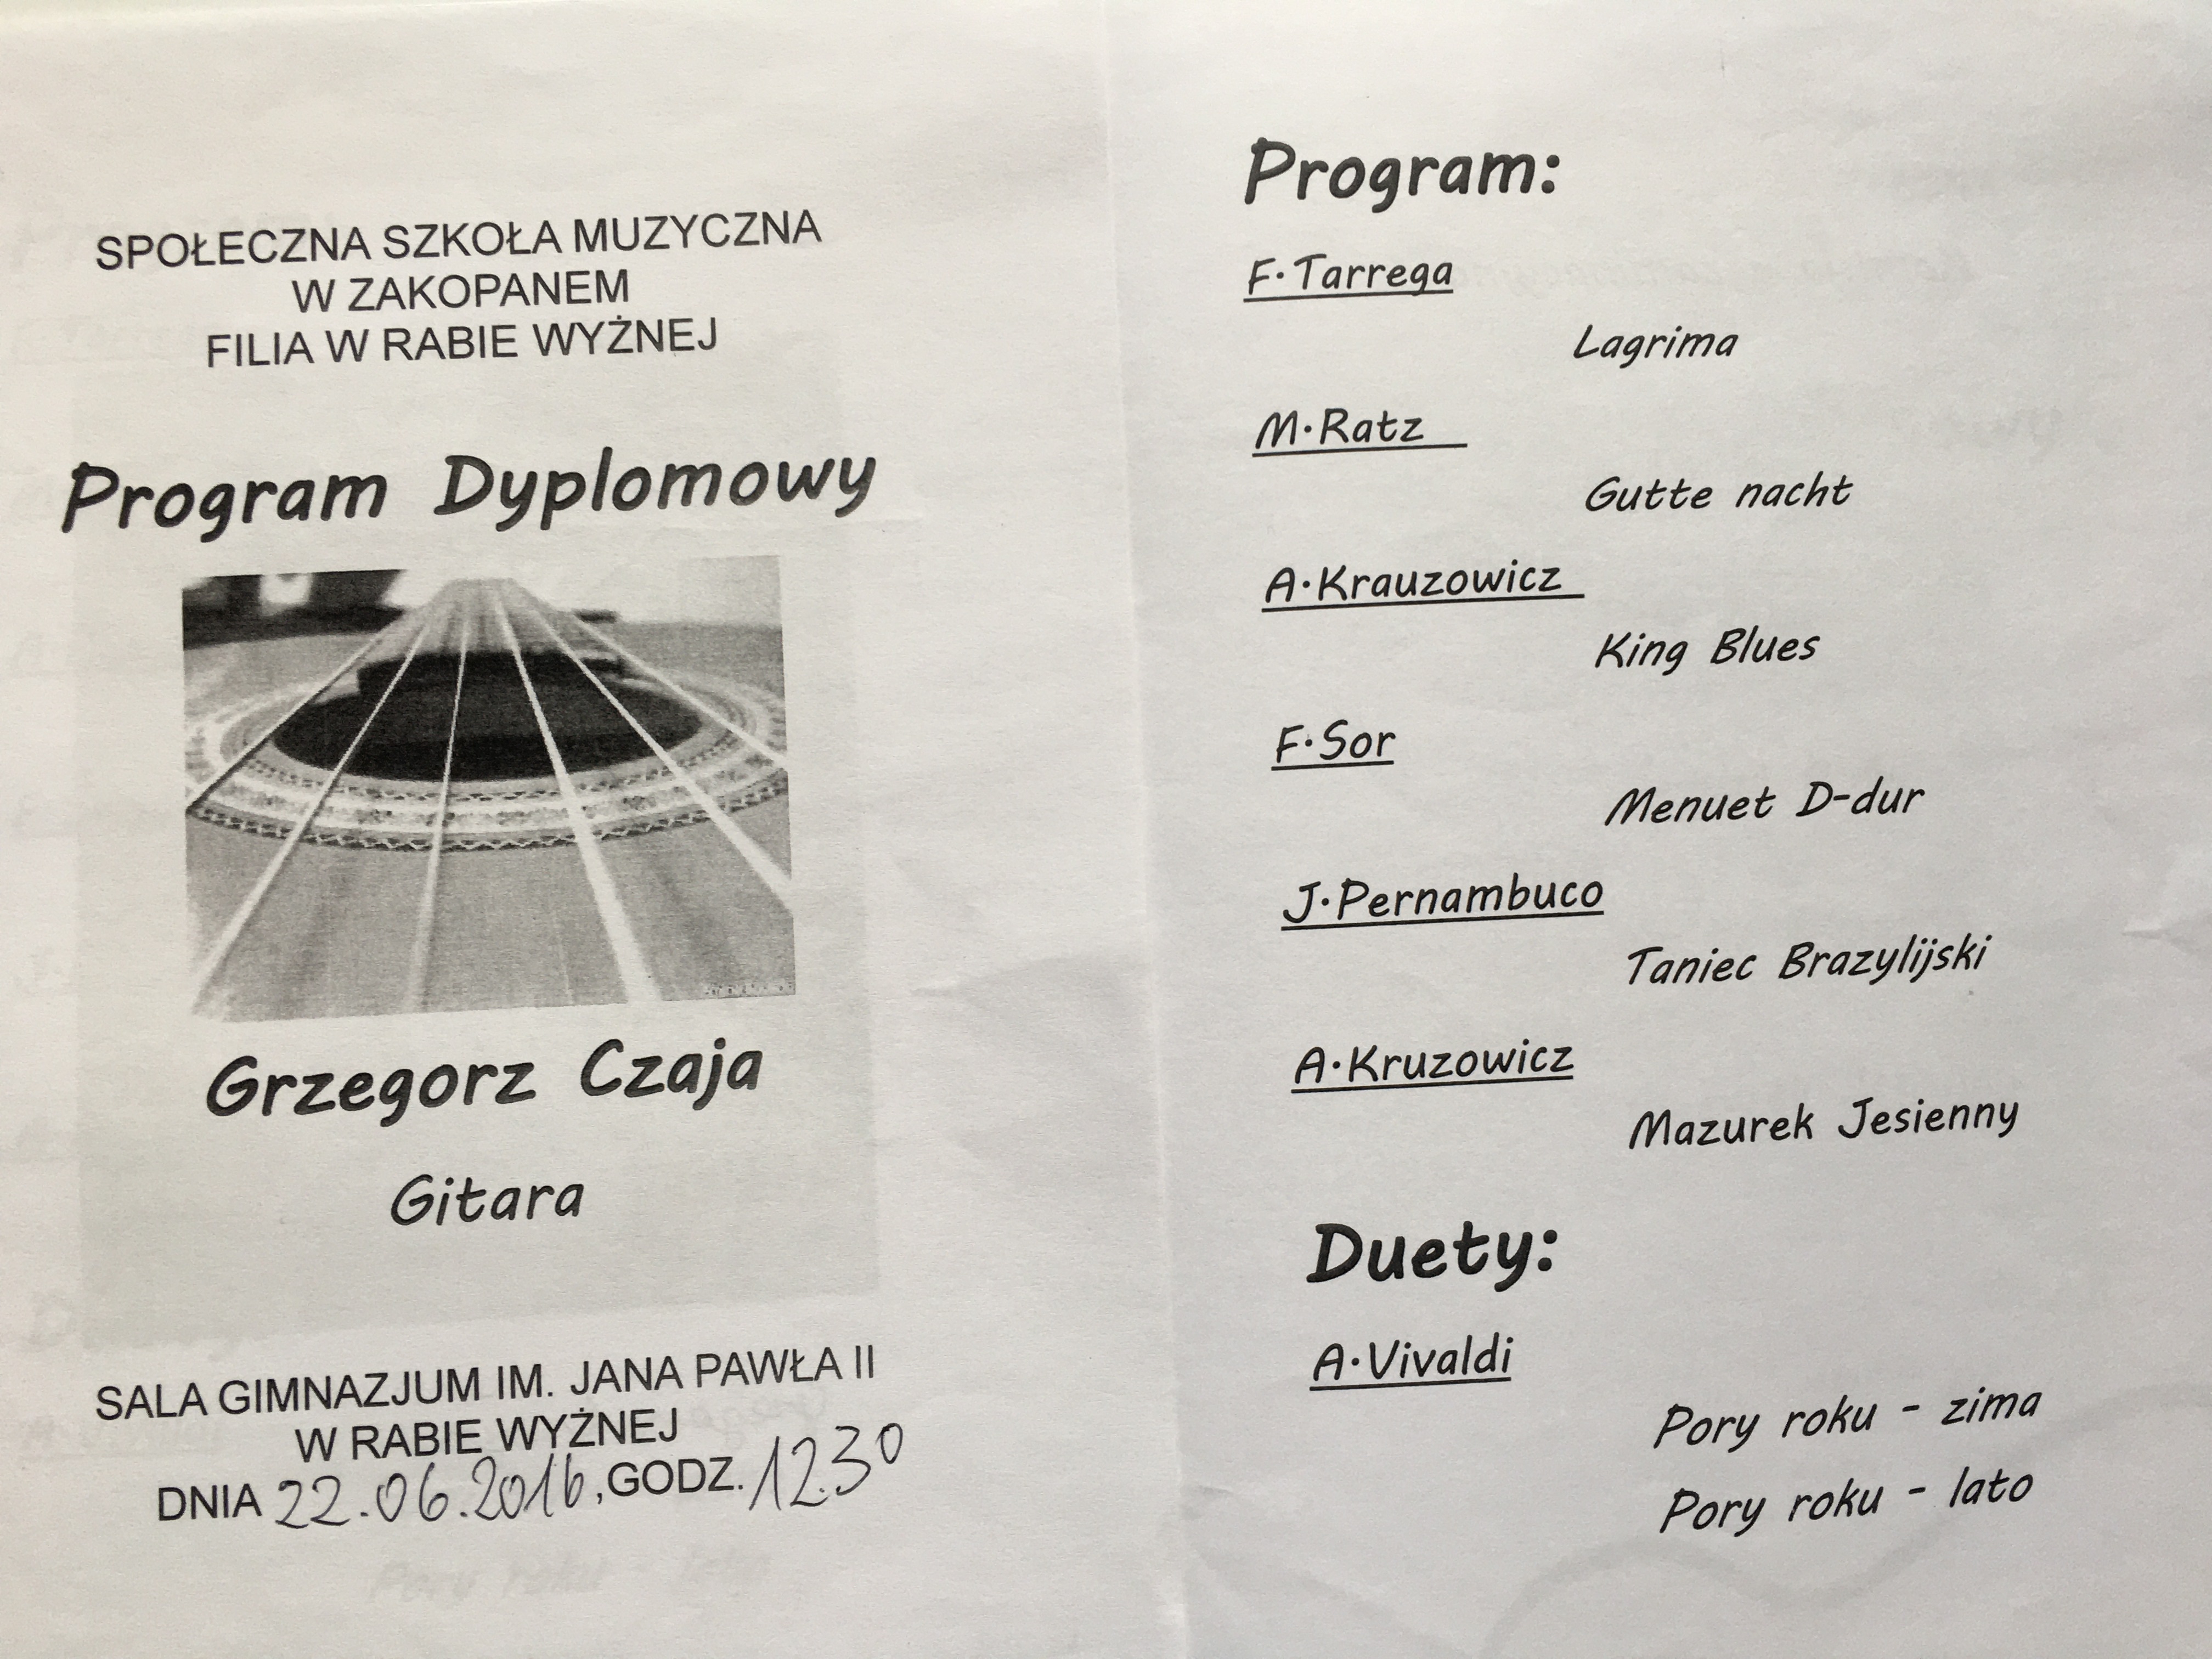 SPOŁECZNA SZKOŁA MUZYCZNA
W ZAKOPANEM
FILIA W RABIE WYŻNEJ
Program Dyplomowy
Grzegorz Czaja
Gitara
SALA GIMNAZJUM IM. JANA PAWŁA II
W RABIE WYŻNEJ
DNIA 22.06.2016, GODZ. 12.30
Program:
F.Tarrega
Lagrima
M.Ratz
Gutte nacht
A.Krauzowicz
King Blues
F.Sor
Menuet D-dur
J.Pernambuco
Taniec Brazylijski
A.Kruzowicz
Mazurek Jesienny
Duety:
A.Vivaldi
Pory roku - zima
Pory roku - lato